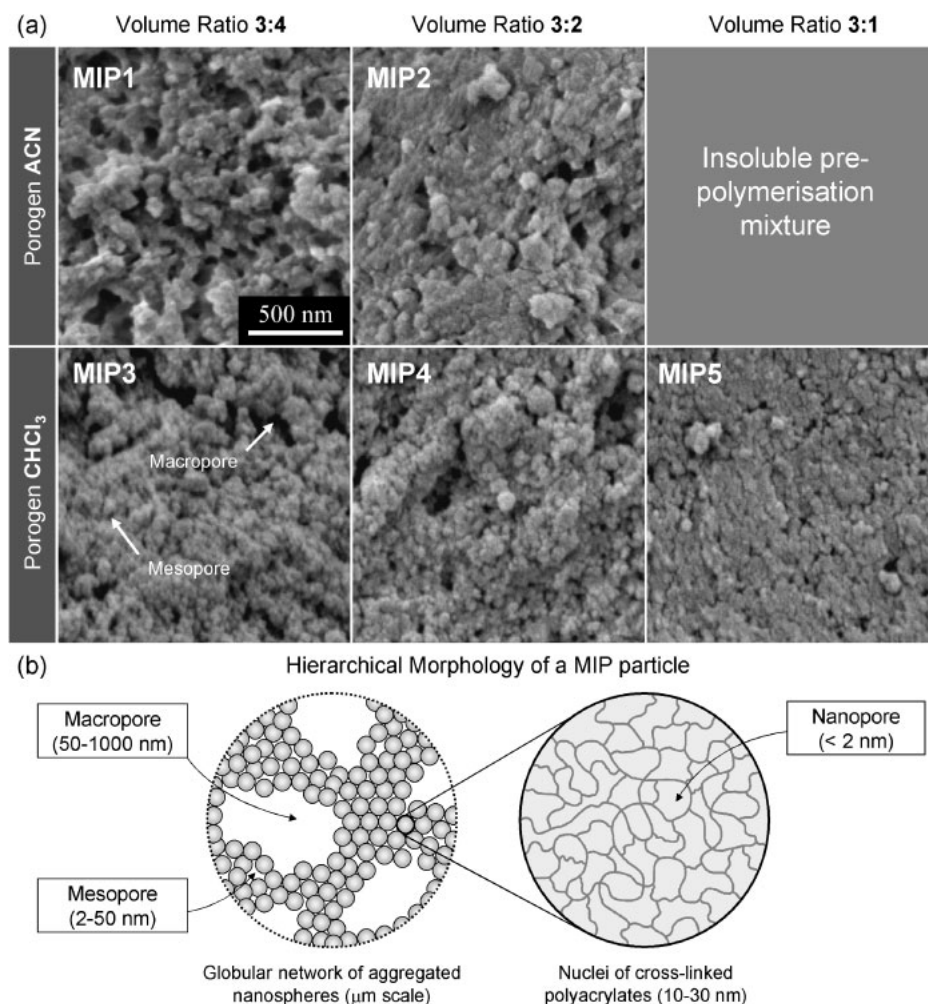 (a)
Volume Ratio 3:4
Volume Ratio 3:2
Volume Ratio 3:1
Porogen ACN
MIP1
MIP2
Insoluble pre-
polymerisation
mixture
500 nm
Porogen CHCl₃
MIP3
MIP4
MIP5
Macropore
Mesopore
(b)
Hierarchical Morphology of a MIP particle
Macropore
(50-1000 nm)
Nanopore
(< 2 nm)
Mesopore
(2-50 nm)
Globular network of aggregated
nanospheres (μm scale)
Nuclei of cross-linked
polyacrylates (10-30 nm)